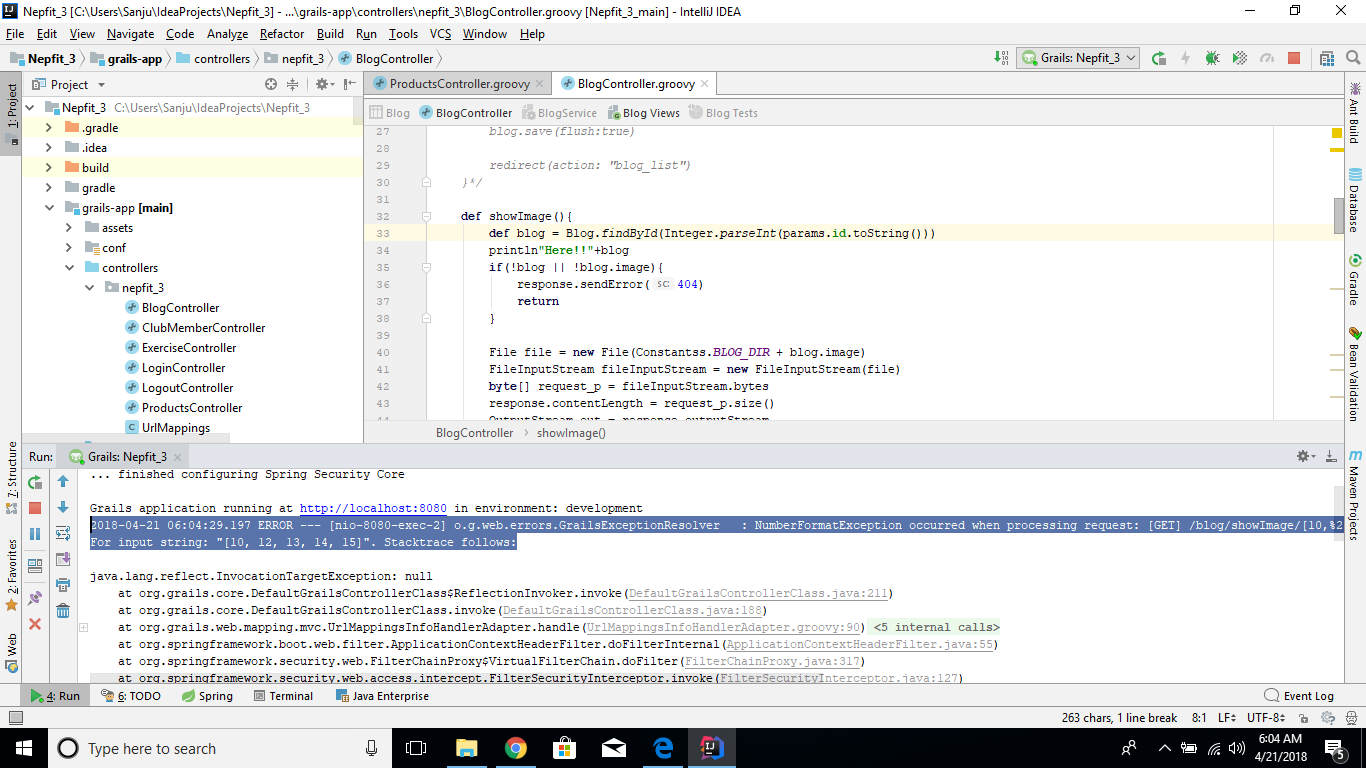 Nepfit_3 [C:\Users\Sanju\IdeaProjects\Nepfit_3] - ...\grails-app\controllers\nepfit_3\BlogController.groovy [Nepfit_3_main] - IntelliJ IDEA
File Edit View Navigate Code Analyze Refactor Build Run Tools VCS Window Help
Nepfit_3 grails-app controllers nepfit_3 BlogController Grails: Nepfit_3
Project
ProductsController.groovy BlogController.groovy
Blog BlogController BlogService Blog Views Blog Tests
1: Project
Nepfit_3 C:\Users\Sanju\IdeaProjects\Nepfit_3
.gradle
.idea
build
gradle
grails-app [main]
assets
conf
controllers
nepfit_3
BlogController
ClubMemberController
ExerciseController
LoginController
LogoutController
ProductsController
UrlMappings
27 blog.save(flush:true)
28
29 redirect(action: "blog_list")
30 }*/
31
32 def showImage(){
33 def blog = Blog.findById(Integer.parseInt(params.id.toString()))
34 println"Here!!"+blog
35 if(!blog || !blog.image){
36 response.sendError( sc: 404)
37 return
38 }
39
40 File file = new File(Constantss.BLOG_DIR + blog.image)
41 FileInputStream fileInputStream = new FileInputStream(file)
42 byte[] request_p = fileInputStream.bytes
43 response.contentLength = request_p.size()
44 OutputStream out = response.outputStream
BlogController showImage()
Ant Build
Database
Gradle
Bean Validation
Maven Projects
7: Structure
2: Favorites
Web
Run: Grails: Nepfit_3
... finished configuring Spring Security Core
Grails application running at http://localhost:8080 in environment: development
2018-04-21 06:04:29.197 ERROR --- [nio-8080-exec-2] o.g.web.errors.GrailsExceptionResolver : NumberFormatException occurred when processing request: [GET] /blog/showImage/[10,%2
For input string: "[10, 12, 13, 14, 15]". Stacktrace follows:
java.lang.reflect.InvocationTargetException: null
at org.grails.core.DefaultGrailsControllerClass$ReflectionInvoker.invoke(DefaultGrailsControllerClass.java:211)
at org.grails.core.DefaultGrailsControllerClass.invoke(DefaultGrailsControllerClass.java:188)
at org.grails.web.mapping.mvc.UrlMappingsInfoHandlerAdapter.handle(UrlMappingsInfoHandlerAdapter.groovy:90) <5 internal calls>
at org.springframework.boot.web.filter.ApplicationContextHeaderFilter.doFilterInternal(ApplicationContextHeaderFilter.java:55)
at org.springframework.security.web.FilterChainProxy$VirtualFilterChain.doFilter(FilterChainProxy.java:317)
at org.springframework.security.web.access.intercept.FilterSecurityInterceptor.invoke(FilterSecurityInterceptor.java:127)
4: Run 6: TODO Spring Terminal Java Enterprise Event Log
263 chars, 1 line break 8:1 LF÷ UTF-8÷
Type here to search
6:04 AM
4/21/2018
5